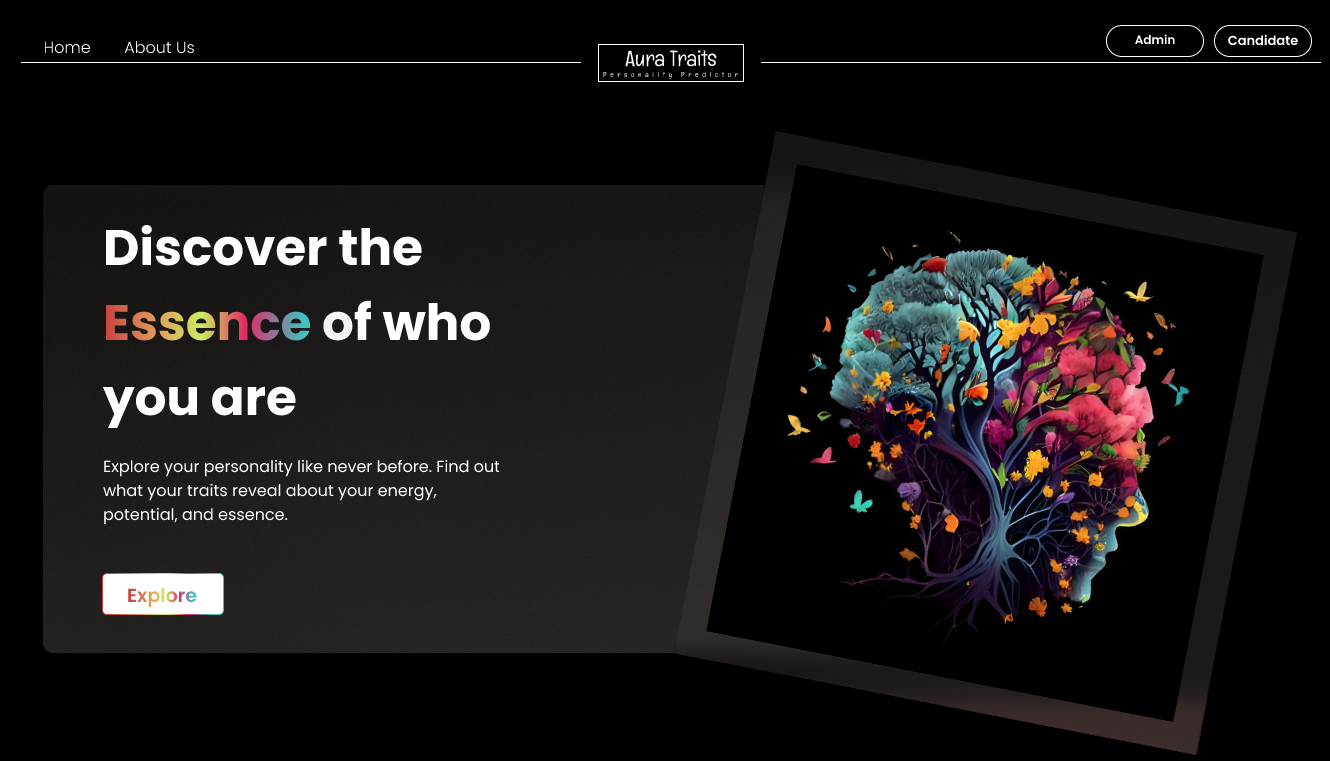 Home
About Us
Aura Traits
Personality Predictor
Admin
Candidate
Discover the
Essence of who
you are
Explore your personality like never before. Find out
what your traits reveal about your energy,
potential, and essence.
Explore